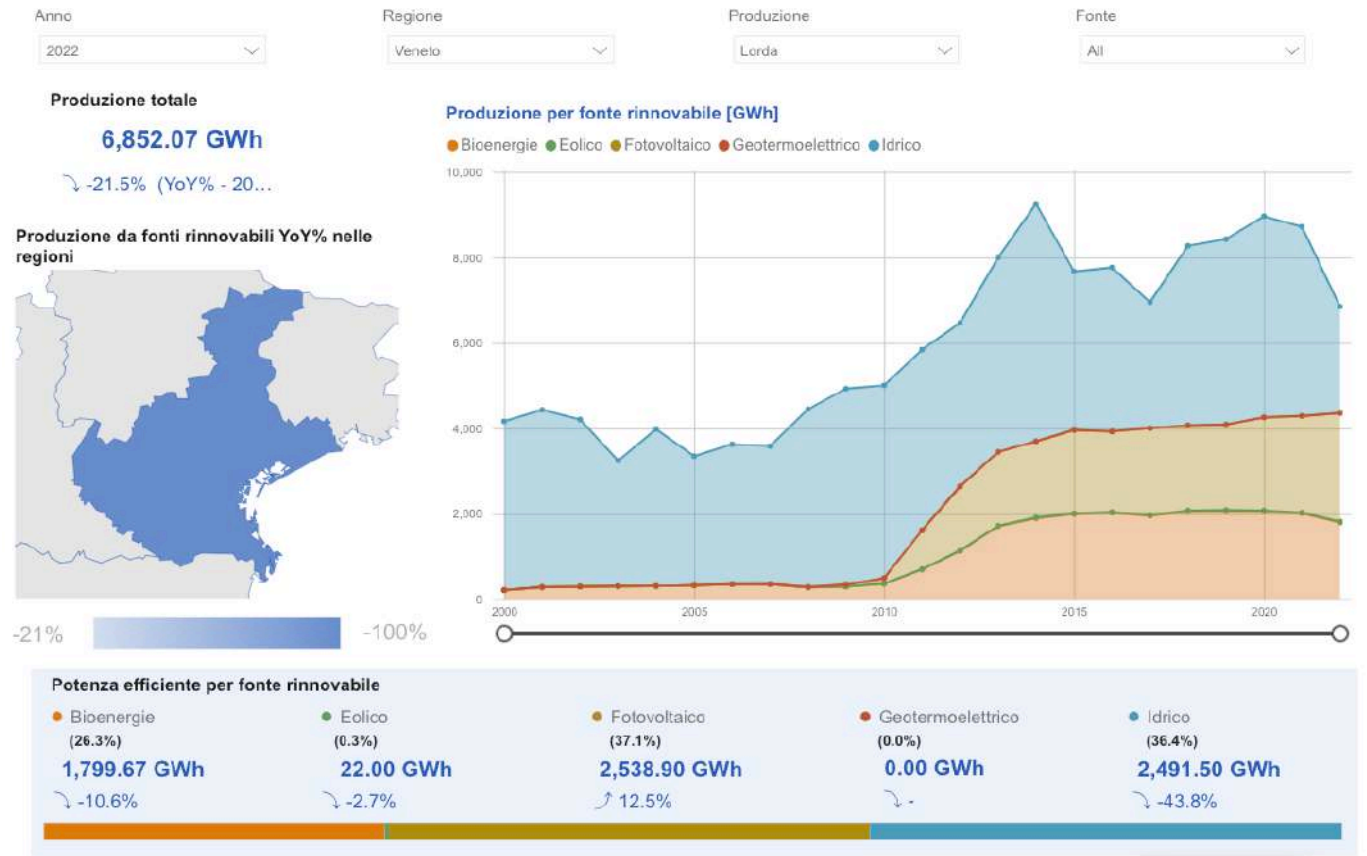 Anno Regione Produzione Fonte
2022 Veneto Lorda All
Produzione totale
6,852.07 GWh
-21.5% (YoY% - 20...
Produzione da fonti rinnovabili YoY% nelle
regioni
-21% -100%
Produzione per fonte rinnovabile [GWh]
Bioenergie Eolico Fotovoltaico Geotermoelettrico Idrico
10,000
8,000
6,000
4,000
2,000
0
2000 2005 2010 2015 2020
Potenza efficiente per fonte rinnovabile
Bioenergie Eolico Fotovoltaico Geotermoelettrico Idrico
(26.3%) (0.3%) (37.1%) (0.0%) (36.4%)
1,799.67 GWh 22.00 GWh 2,538.90 GWh 0.00 GWh 2,491.50 GWh
-10.6% -2.7% 12.5% - -43.8%